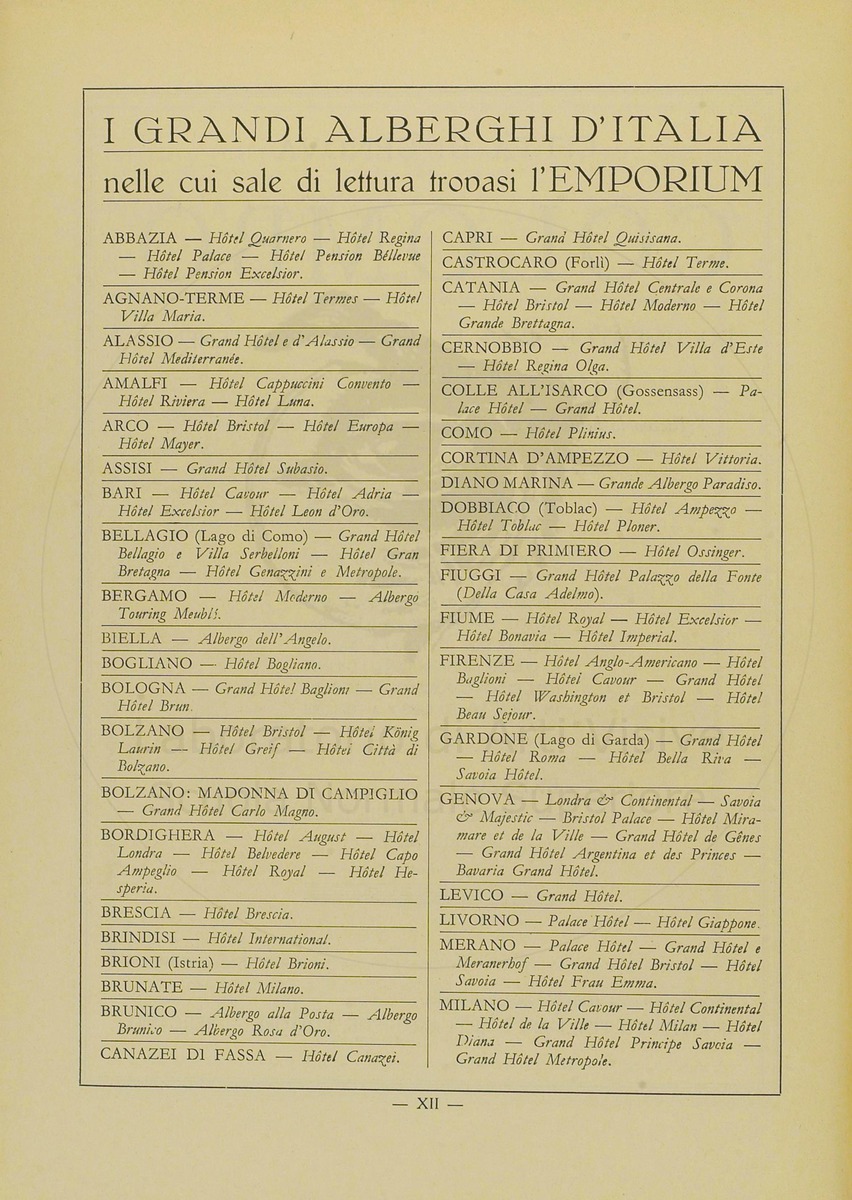 I GRANDI ALBERGHI D'ITALIA
nelle cui sale di lettura trovasi l'EMPORIUM
ABBAZIA — Hôtel Quarnero — Hôtel Regina
— Hôtel Palace — Hôtel Pension Béllevue
— Hôtel Pension Excelsior.
AGNANO-TERME — Hôtel Termes — Hôtel
Villa Maria.
ALASSIO — Grand Hôtel e d'Alassio — Grand
Hôtel Mediterranée.
AMALFI — Hôtel Cappuccini Convento —
Hôtel Riviera — Hôtel Luna.
ARCO — Hôtel Bristol — Hôtel Europa —
Hôtel Mayer.
ASSISI — Grand Hôtel Subasio.
BARI — Hôtel Cavour — Hôtel Adria —
Hôtel Excelsior — Hôtel Leon d'Oro.
BELLAGIO (Lago di Como) — Grand Hôtel
Bellagio e Villa Serbelloni — Hôtel Gran
Bretagna — Hôtel Genazzini e Metropole.
BERGAMO — Hôtel Moderno — Albergo
Touring Meublì.
BIELLA — Albergo dell'Angelo.
BOGLIANO — Hôtel Bogliano.
BOLOGNA — Grand Hôtel Baglioni — Grand
Hôtel Brun.
BOLZANO — Hôtel Bristol — Hôtel König
Laurin — Hôtel Greif — Hôtel Città di
Bolzano.
BOLZANO: MADONNA DI CAMPIGLIO
— Grand Hôtel Carlo Magno.
BORDIGHERA — Hôtel August — Hôtel
Londra — Hôtel Belvedere — Hôtel Capo
Ampeglio — Hôtel Royal — Hôtel He-
speria.
BRESCIA — Hôtel Brescia.
BRINDISI — Hôtel International.
BRIONI (Istria) — Hôtel Brioni.
BRUNATE — Hôtel Milano.
BRUNICO — Albergo alla Posta — Albergo
Brunico — Albergo Rosa d'Oro.
CANAZEI DI FASSA — Hôtel Canazei.
CAPRI — Grand Hôtel Quisisana.
CASTROCARO (Forlì) — Hôtel Terme.
CATANIA — Grand Hôtel Centrale e Corona
— Hôtel Bristol — Hôtel Moderno — Hôtel
Grande Brettagna.
CERNOBBIO — Grand Hôtel Villa d'Este
— Hôtel Regina Olga.
COLLE ALL'ISARCO (Gossensass) — Pa-
lace Hôtel — Grand Hôtel.
COMO — Hôtel Plinius.
CORTINA D'AMPEZZO — Hôtel Vittoria.
DIANO MARINA — Grande Albergo Paradiso.
DOBBIACO (Toblac) — Hôtel Ampezzo —
Hôtel Toblac — Hôtel Ploner.
FIERA DI PRIMIERO — Hôtel Ossinger.
FIUGGI — Grand Hôtel Palazzo della Fonte
(Della Casa Adelmo).
FIUME — Hôtel Royal — Hôtel Excelsior —
Hôtel Bonavia — Hôtel Imperial.
FIRENZE — Hôtel Anglo-Americano — Hôtel
Baglioni — Hôtel Cavour — Grand Hôtel
— Hôtel Washington et Bristol — Hôtel
Beau Sejour.
GARDONE (Lago di Garda) — Grand Hôtel
— Hôtel Roma — Hôtel Bella Riva —
Savoia Hôtel.
GENOVA — Londra & Continental — Savoia
& Majestic — Bristol Palace — Hôtel Mira-
mare et de la Ville — Grand Hôtel de Gênes
— Grand Hôtel Argentina et des Princes —
Bavaria Grand Hôtel.
LEVICO — Grand Hôtel.
LIVORNO — Palace Hôtel — Hôtel Giappone.
MERANO — Palace Hôtel — Grand Hôtel e
Meranerhof — Grand Hôtel Bristol — Hôtel
Savoia — Hôtel Frau Emma.
MILANO — Hôtel Cavour — Hôtel Continental
— Hôtel de la Ville — Hôtel Milan — Hôtel
Diana — Grand Hôtel Principe Savoia —
Grand Hôtel Metropole.
— XII —